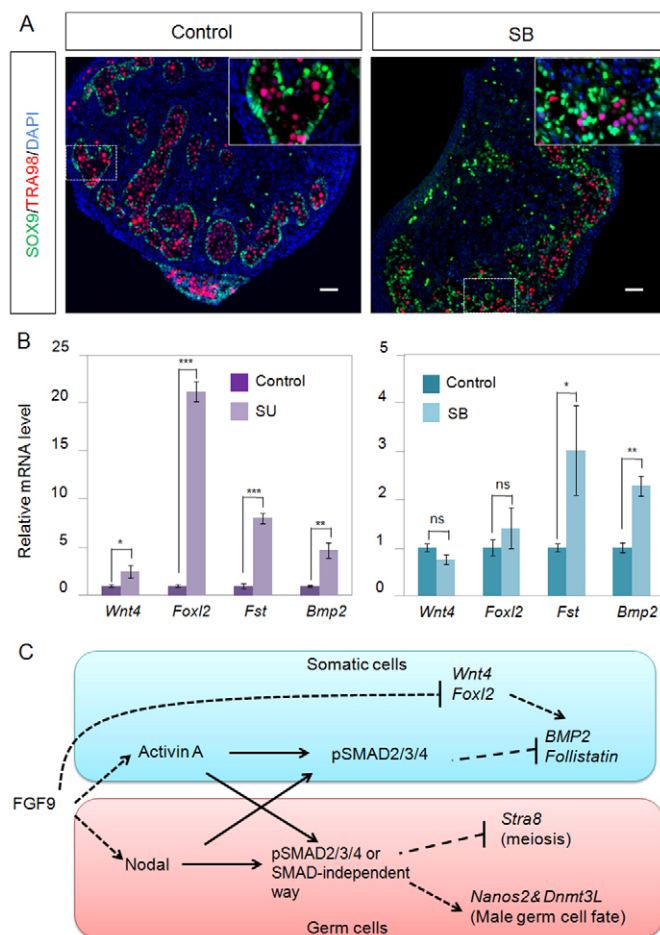 A
Control
SB
SOX9/TRA98/DAPI
B
Relative mRNA level
25
20
15
10
5
0
***
*
***
**
Control
SU
Wnt4
Foxl2
Fst
Bmp2
5
4
3
2
1
0
Control
SB
ns
ns
*
**
Wnt4
Foxl2
Fst
Bmp2
C
Somatic cells
Wnt4
Foxl2
Activin A
pSMAD2/3/4
BMP2
Follistatin
FGF9
Nodal
pSMAD2/3/4 or
SMAD-independent
way
Stra8
(meiosis)
Nanos2& Dnmt3L
(Male germ cell fate)
Germ cells